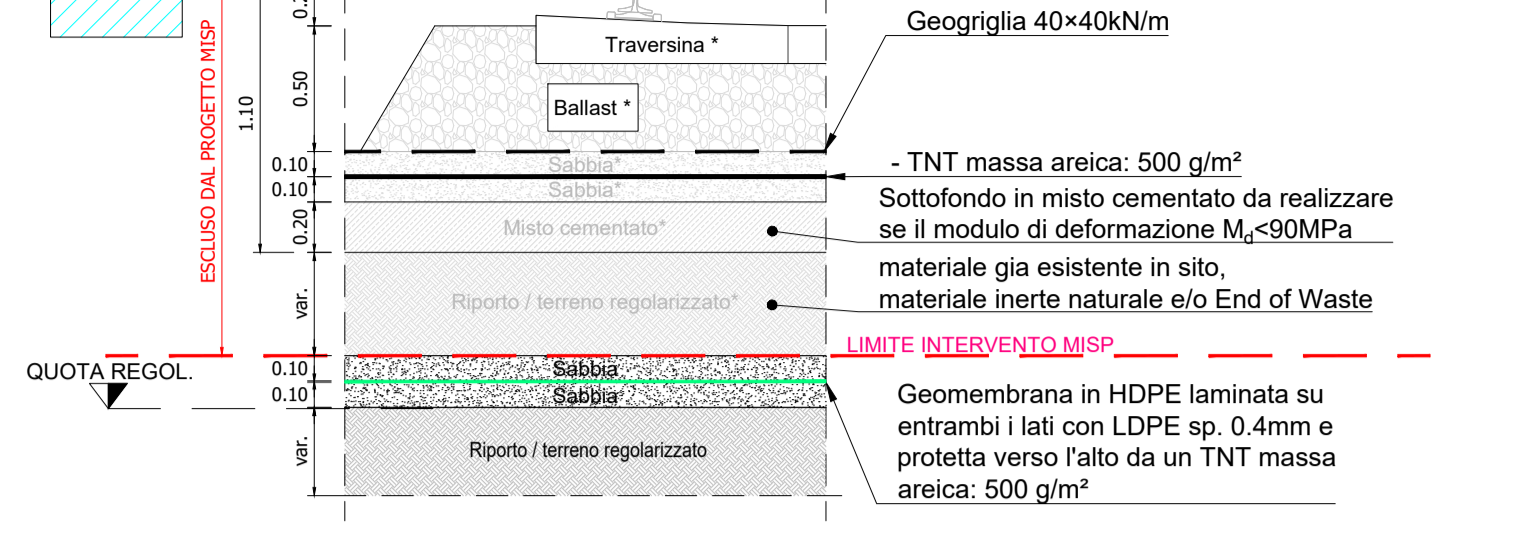 Geogriglia 40×40kN/m
Traversina *
Ballast *
0.50
1.10
ESCLUSO DAL PROGETTO MISP
0.10
Sabbia*
- TNT massa areica: 500 g/m²
0.10
Sabbia*
Sottofondo in misto cementato da realizzare
se il modulo di deformazione Md<90MPa
0.20
Misto cementato*
materiale gia esistente in sito,
materiale inerte naturale e/o End of Waste
var.
Riporto / terreno regolarizzato*
LIMITE INTERVENTO MISP
QUOTA REGOL.
0.10
Sabbia
0.10
Sabbia
Geomembrana in HDPE laminata su
entrambi i lati con LDPE sp. 0.4mm e
protetta verso l'alto da un TNT massa
areica: 500 g/m²
var.
Riporto / terreno regolarizzato